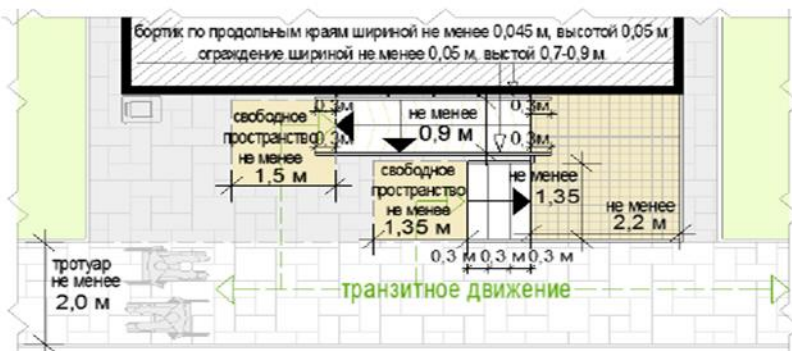 бортик по продольным краям шириной не менее 0,045 м, высотой 0,05 м
ограждение шириной не менее 0,05 м, выстой 0,7-0,9 м
свободное
пространство
не менее
1,5 м
0,3м
0,3м
не менее
0,9 м
0,3м
0,3м
свободное
пространство
не менее
1,35 м
не менее
1,35
не менее
2,2 м
0,3 м 0,3 м 0,3 м
тротуар
не менее
2,0 м
транзитное движение